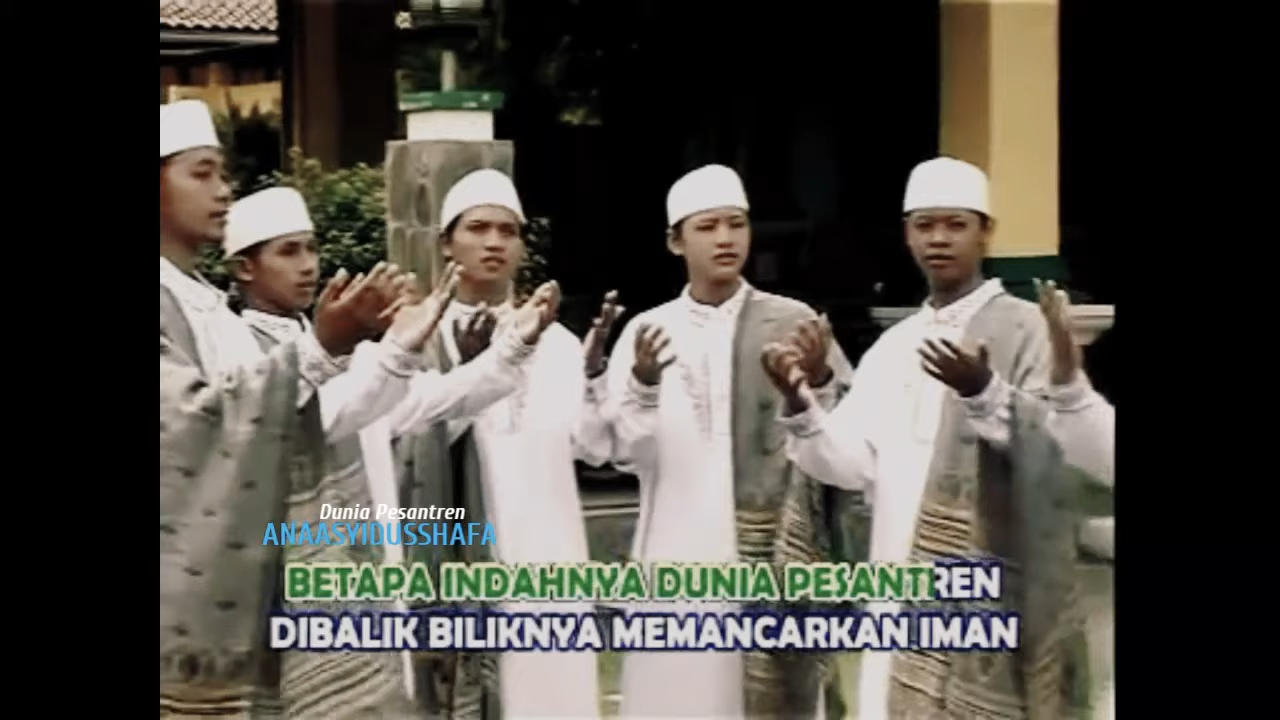 Dunia Pesantren
ANAASYIDUSSHAFA
BETAPA INDAHNYA DUNIA PESANTREN
DIBALIK BILIKNYA MEMANCARKAN IMAN